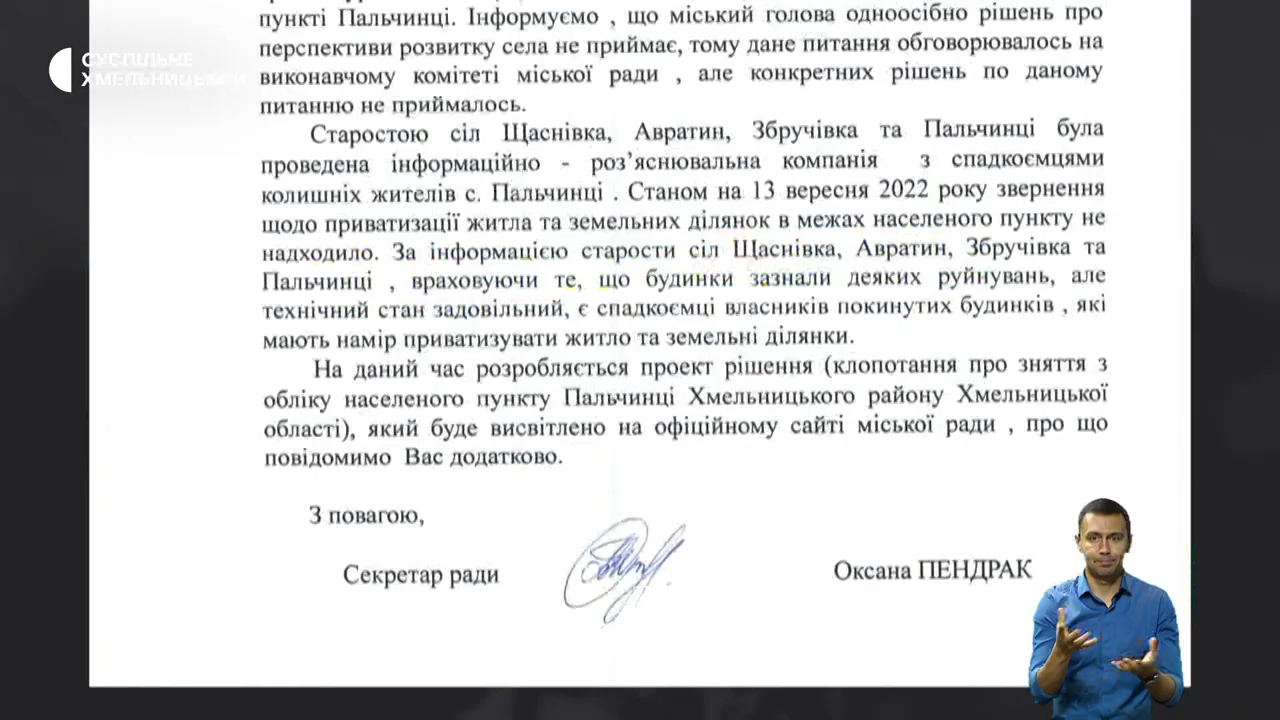 СУСПІЛЬНЕ
ХМЕЛЬНИЦЬКИЙ
пункті Пальчинці. Інформуємо , що міський голова одноосібно рішень про
перспективи розвитку села не приймає, тому дане питання обговорювалось на
виконавчому комітеті міської ради , але конкретних рішень по даному
питанню не приймалось.
Старостою сіл Щаснівка, Авратин, Збручівка та Пальчинці була
проведена інформаційно - роз’яснювальна компанія з спадкоємцями
колишніх жителів с. Пальчинці . Станом на 13 вересня 2022 року звернення
щодо приватизації житла та земельних ділянок в межах населеного пункту не
надходило. За інформацією старости сіл Щаснівка, Авратин, Збручівка та
Пальчинці , враховуючи те, що будинки зазнали деяких руйнувань, але
технічний стан задовільний, є спадкоємці власників покинутих будинків , які
мають намір приватизувати житло та земельні ділянки.
На даний час розробляється проект рішення (клопотання про зняття з
обліку населеного пункту Пальчинці Хмельницького району Хмельницької
області), який буде висвітлено на офіційному сайті міської ради , про що
повідомимо Вас додатково.
З повагою,
Секретар ради
Оксана ПЕНДРАК